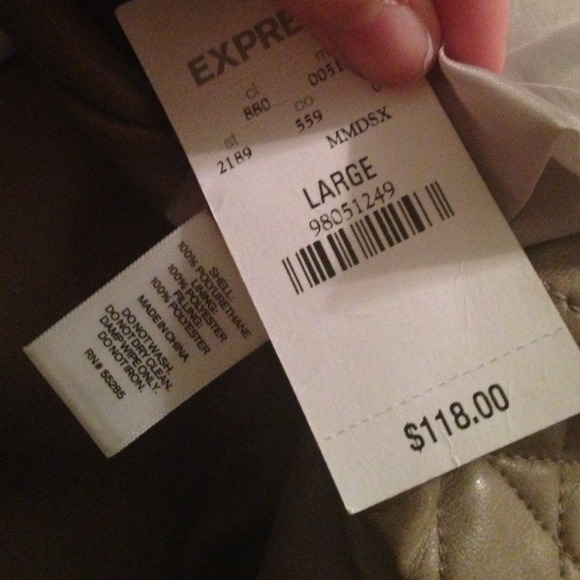 EXPRE
cl
880
0051
st
2189
co
559
MMDSX
LARGE
98051249
$118.00
SHELL:
100% POLYURETHANE
LINING:
100% POLYESTER
FILLING:
100% POLYESTER
MADE IN CHINA
DO NOT WASH.
DO NOT DRY CLEAN.
DAMP WIPE ONLY.
DO NOT IRON.
RN# 55285